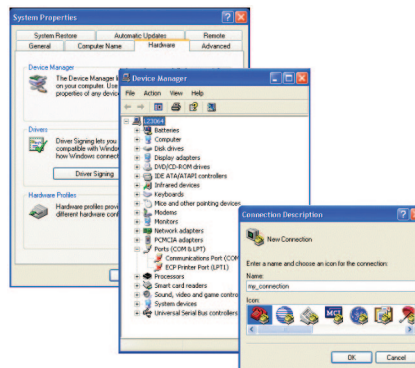 System Properties
System Restore
Automatic Updates
Remote
General
Computer Name
Hardware
Advanced
Device Manager
The Device Manager
on your computer. Use
properties of any device
Drivers
Driver Signing lets you
compatible with Window
how Windows connect
Driver Signing
Hardware Profiles
Hardware profiles provi
different hardware conf
Device Manager
File Action View Help
123064
Batteries
Computer
Disk drives
Display adapters
DVD/CD-ROM drives
IDE ATA/ATAPI controllers
Infrared devices
Keyboards
Mice and other pointing devices
Modems
Monitors
Network adapters
PCMCIA adapters
Ports (COM & LPT)
Communications Port (COM
ECP Printer Port (LPT1)
Processors
Smart card readers
Sound, video and game contro
System devices
Universal Serial Bus controllers
Connection Description
New Connection
Enter a name and choose an icon for the connection:
Name:
my_connection
Icon:
MCI
OK
Cancel